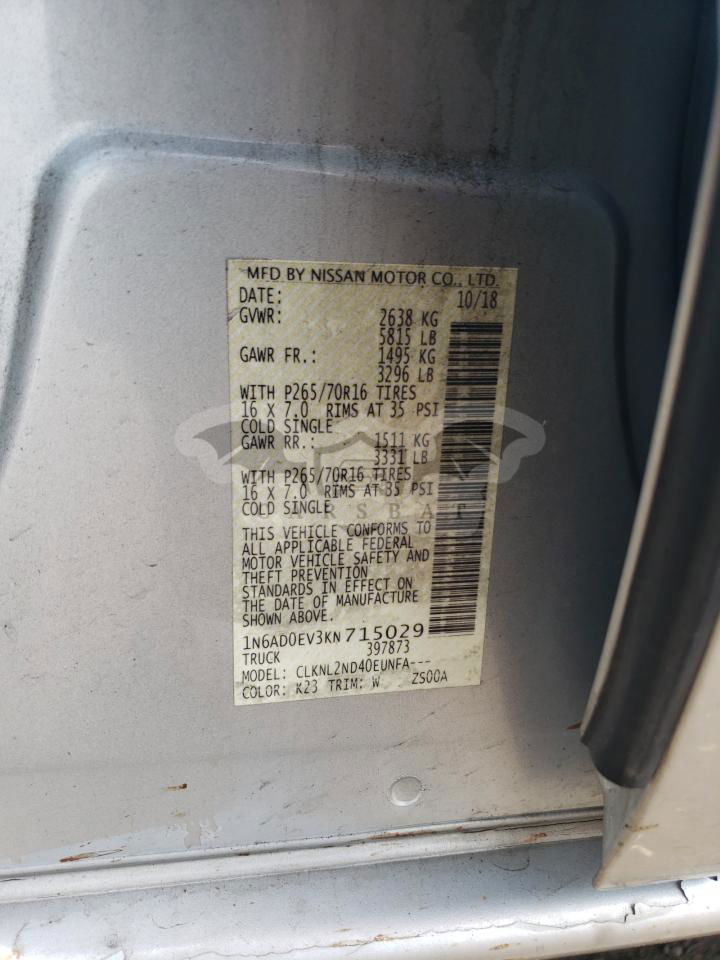 MFD BY NISSAN MOTOR CO., LTD.
DATE: 10/18
GVWR: 2638 KG
5815 LB
GAWR FR.: 1495 KG
3296 LB
WITH P265/70R16 TIRES
16 X 7.0 RIMS AT 35 PSI
COLD SINGLE
GAWR RR.: 1511 KG
3331 LB
WITH P265/70R16 TIRES
16 X 7.0 RIMS AT 35 PSI
COLD SINGLE
CARSBAT
THIS VEHICLE CONFORMS TO
ALL APPLICABLE FEDERAL
MOTOR VEHICLE SAFETY AND
THEFT PREVENTION
STANDARDS IN EFFECT ON
THE DATE OF MANUFACTURE
SHOWN ABOVE.
1N6AD0EV3KN715029
TRUCK 397873
MODEL: CLKNL2ND40EUNFA---
COLOR: K23 TRIM: W ZS00A